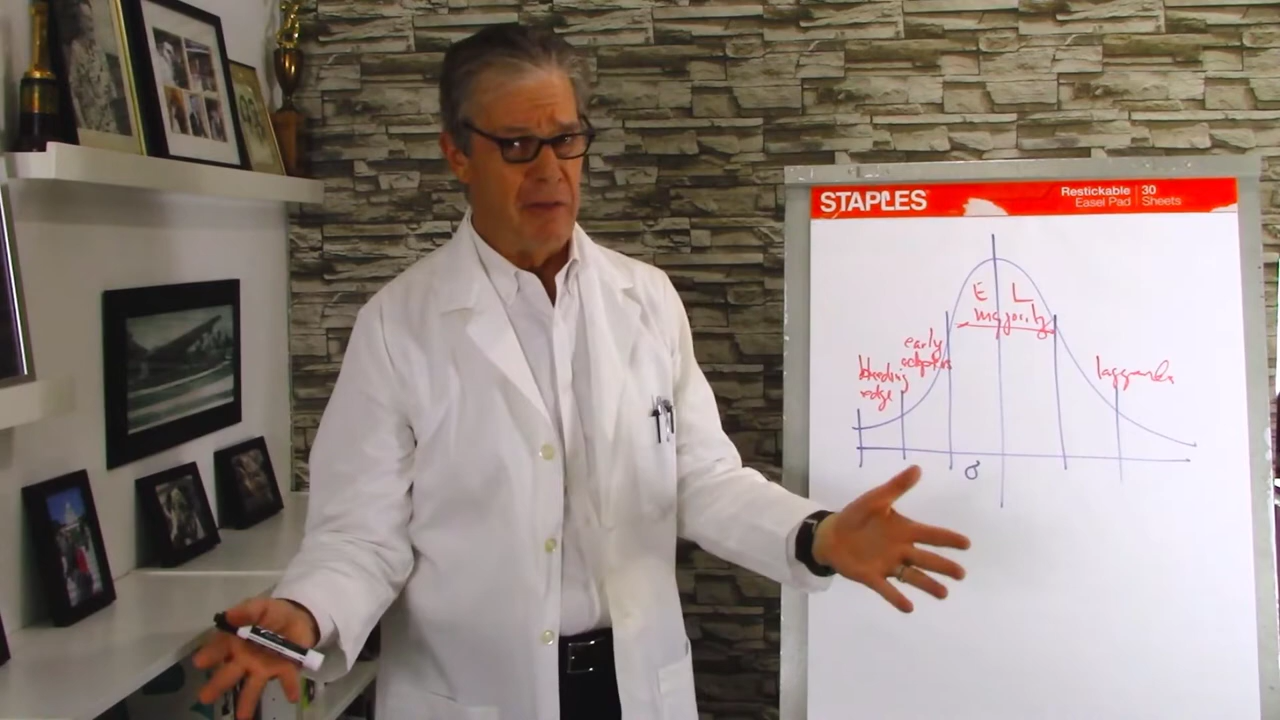 STAPLES
Restickable 30
Easel Pad Sheets
E L
majority
early
adopters
bleeding
edge
laggards
σ